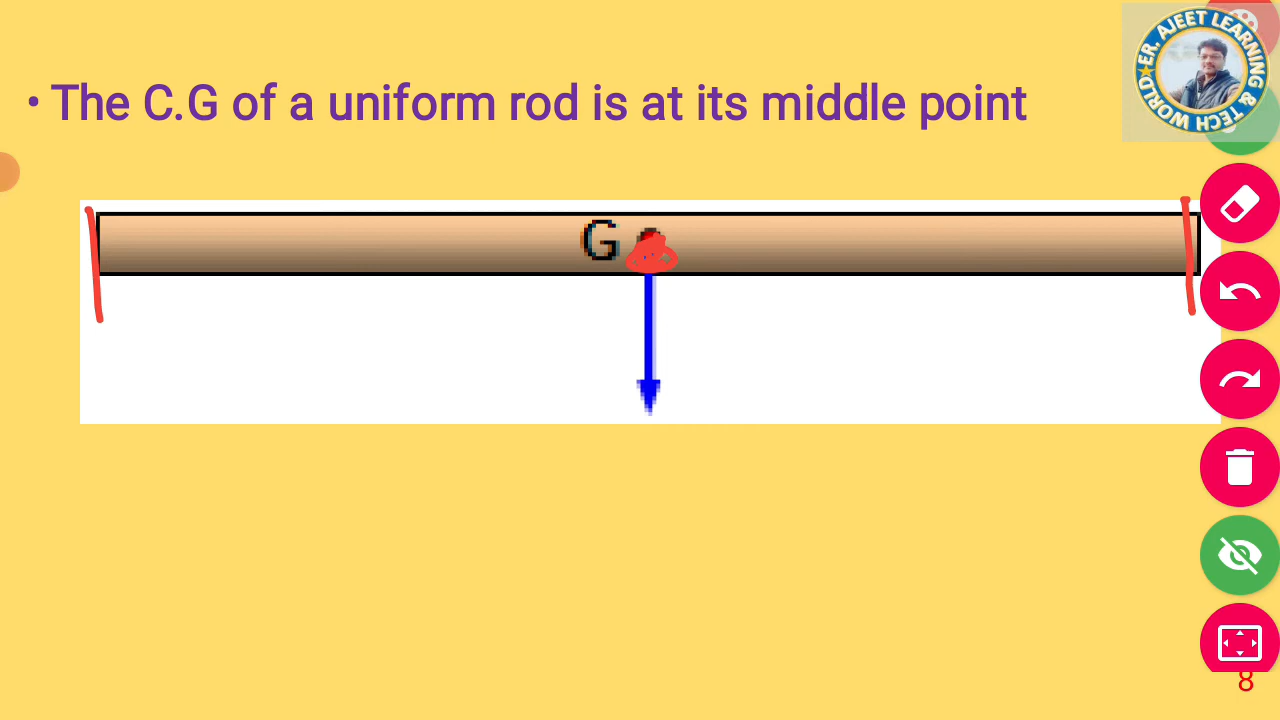 • The C.G of a uniform rod is at its middle point
ER. AJEET LEARNING & TECH WORLD
G
8